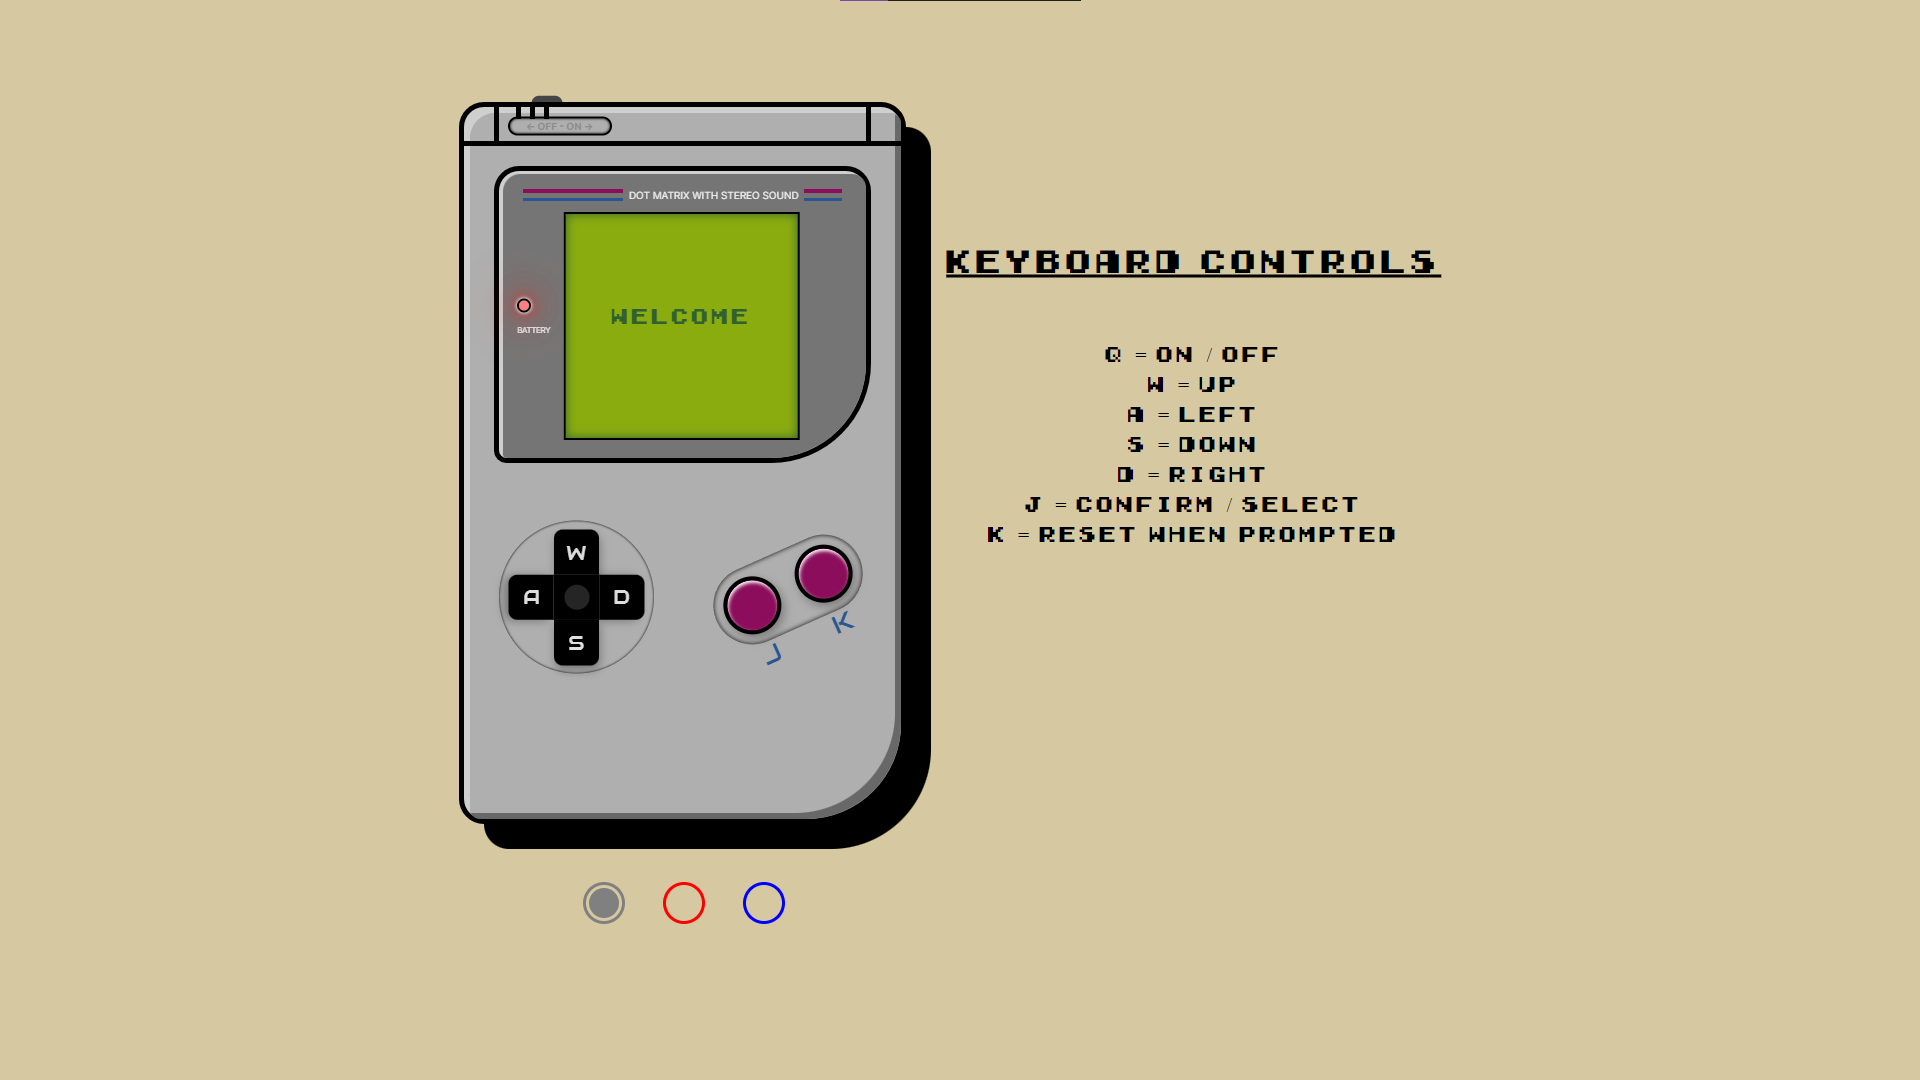 ← OFF - ON →
DOT MATRIX WITH STEREO SOUND
WELCOME
BATTERY
W
A
D
S
K
J
KEYBOARD CONTROLS
Q = ON / OFF
W = UP
A = LEFT
S = DOWN
D = RIGHT
J = CONFIRM / SELECT
K = RESET WHEN PROMPTED